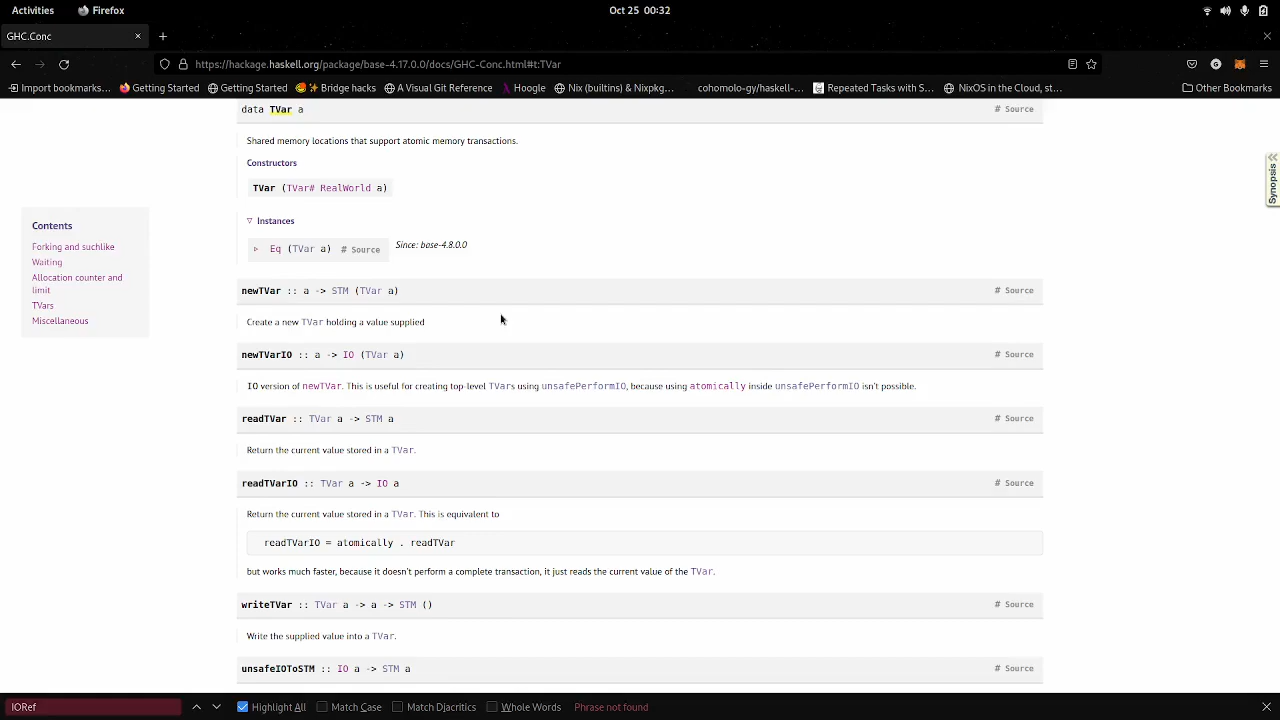 Activities Firefox Oct 25 00:32
GHC.Conc
https://hackage.haskell.org/package/base-4.17.0.0/docs/GHC-Conc.html#t:TVar
Import bookmarks... Getting Started Getting Started Bridge hacks A Visual Git Reference Hoogle Nix (builtins) & Nixpkg... cohomolo-gy/haskell-... Repeated Tasks with S... NixOS in the Cloud, st... Other Bookmarks
data TVar a # Source
Shared memory locations that support atomic memory transactions.
Constructors
TVar (TVar# RealWorld a)
Instances
Eq (TVar a) # Source Since: base-4.8.0.0
newTVar :: a -> STM (TVar a) # Source
Create a new TVar holding a value supplied
newTVarIO :: a -> IO (TVar a) # Source
IO version of newTVar. This is useful for creating top-level TVars using unsafePerformIO, because using atomically inside unsafePerformIO isn't possible.
readTVar :: TVar a -> STM a # Source
Return the current value stored in a TVar.
readTVarIO :: TVar a -> IO a # Source
Return the current value stored in a TVar. This is equivalent to
readTVarIO = atomically . readTVar
but works much faster, because it doesn't perform a complete transaction, it just reads the current value of the TVar.
writeTVar :: TVar a -> a -> STM () # Source
Write the supplied value into a TVar.
unsafeIOToSTM :: IO a -> STM a # Source
Contents
Forking and suchlike
Waiting
Allocation counter and
limit
TVars
Miscellaneous
Synopsis
IORef Highlight All Match Case Match Diacritics Whole Words Phrase not found